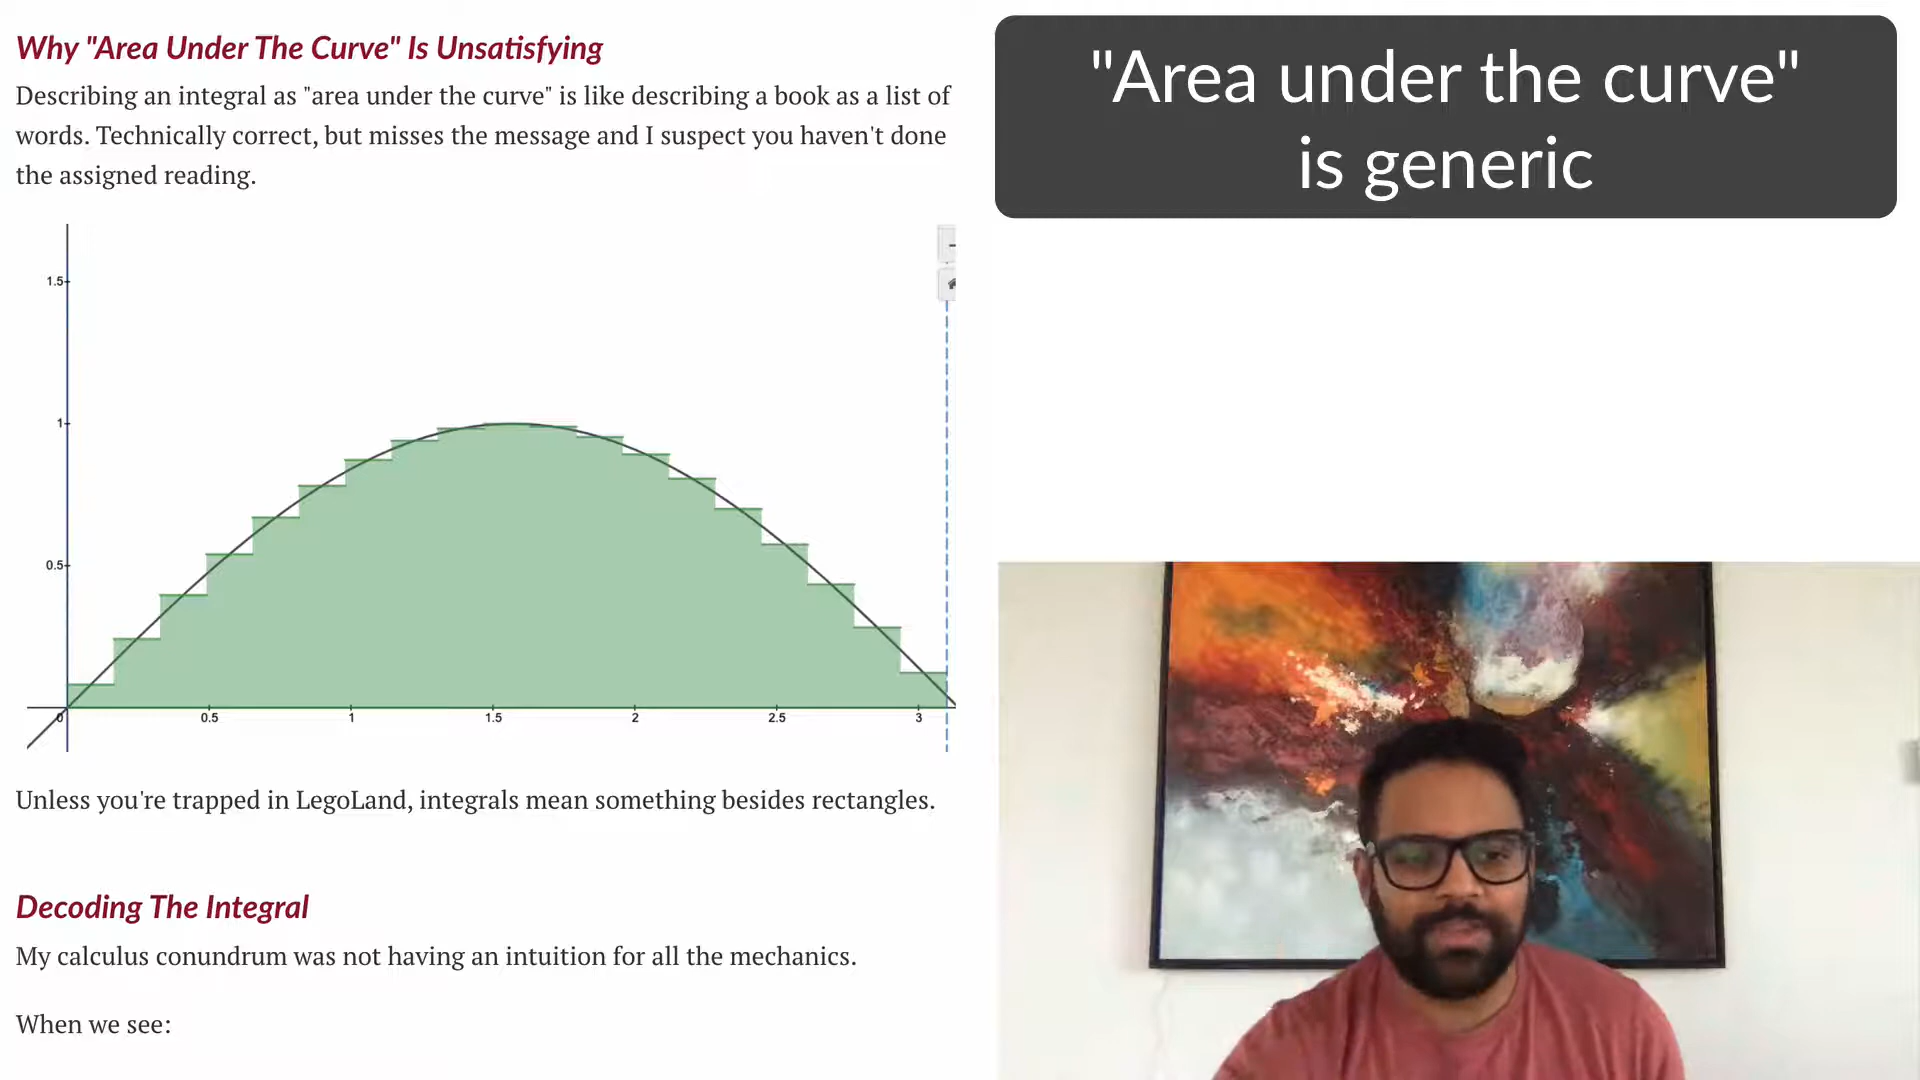 Why "Area Under The Curve" Is Unsatisfying
Describing an integral as "area under the curve" is like describing a book as a list of
words. Technically correct, but misses the message and I suspect you haven't done
the assigned reading.
1.5
1
0.5
0
0.5
1
1.5
2
2.5
3
Unless you're trapped in LegoLand, integrals mean something besides rectangles.
Decoding The Integral
My calculus conundrum was not having an intuition for all the mechanics.
When we see:
"Area under the curve"
is generic